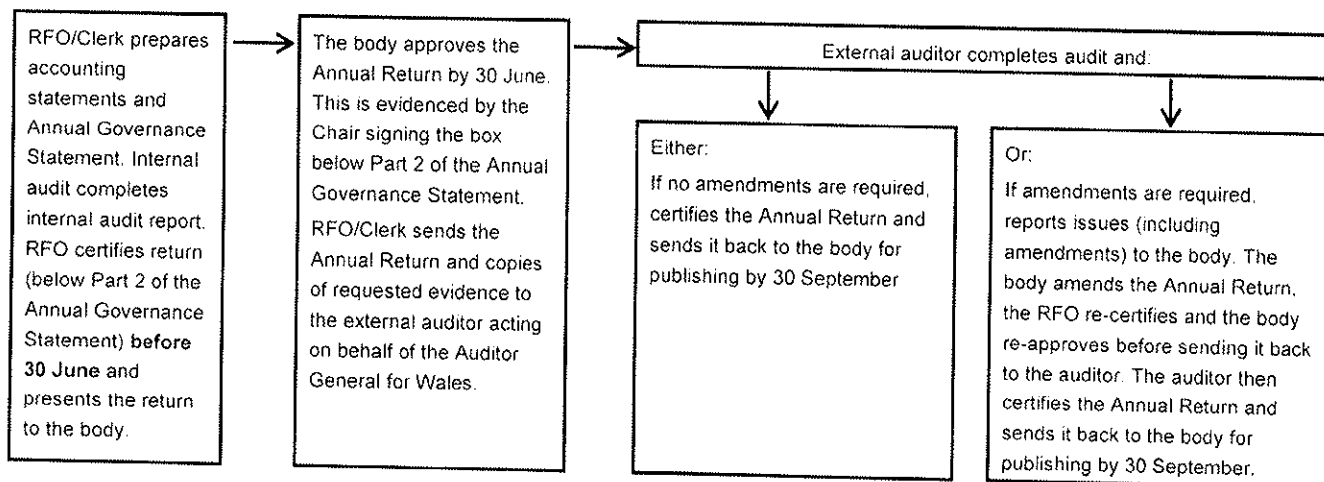 RFO/Clerk prepares
accounting
statements and
Annual Governance
Statement. Internal
audit completes
internal audit report.
RFO certifies return
(below Part 2 of the
Annual Governance
Statement) before
30 June and
presents the return
to the body.
The body approves the
Annual Return by 30 June.
This is evidenced by the
Chair signing the box
below Part 2 of the Annual
Governance Statement.
RFO/Clerk sends the
Annual Return and copies
of requested evidence to
the external auditor acting
on behalf of the Auditor
General for Wales.
External auditor completes audit and:
Either:
If no amendments are required,
certifies the Annual Return and
sends it back to the body for
publishing by 30 September
Or:
If amendments are required,
reports issues (including
amendments) to the body. The
body amends the Annual Return,
the RFO re-certifies and the body
re-approves before sending it back
to the auditor. The auditor then
certifies the Annual Return and
sends it back to the body for
publishing by 30 September.